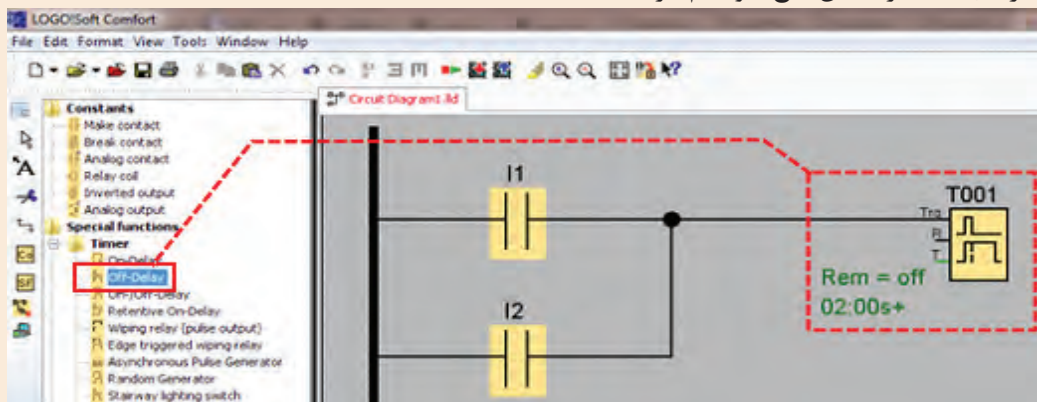 LOGO!Soft Comfort
File Edit Format View Tools Window Help
Circuit Diagram1.lld
Constants
Make contact
Break contact
Analog contact
Relay coil
Inverted output
Analog output
Special functions
Timer
On-Delay
Off-Delay
On-/Off-Delay
Retentive On-Delay
Wiping relay (pulse output)
Edge triggered wiping relay
Asynchronous Pulse Generator
Random Generator
Stairway lighting switch
I1
I2
T001
Trg
R
T
Rem = off
02:00s+